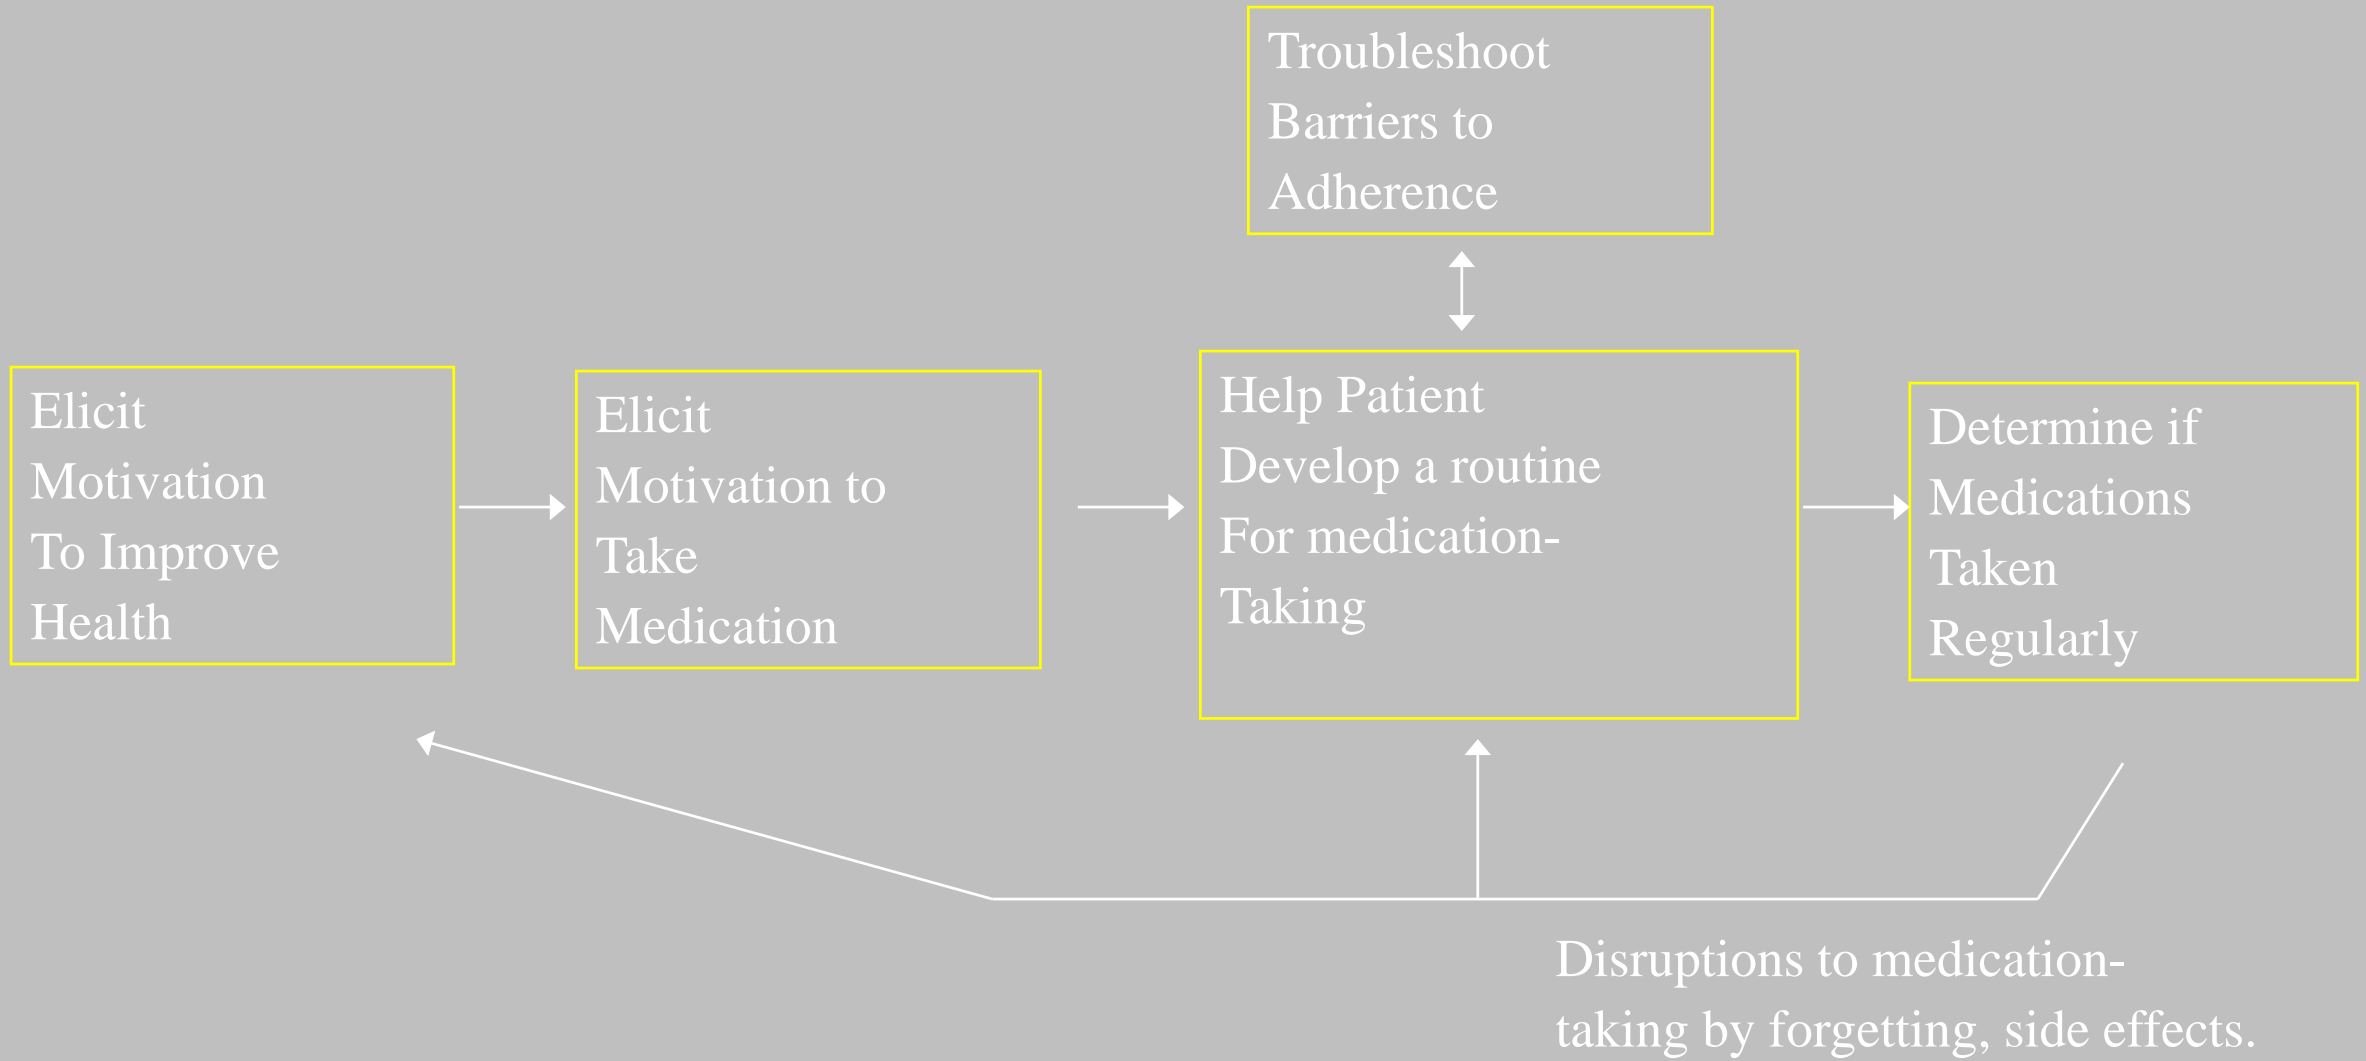 Troubleshoot
Barriers to
Adherence
Elicit
Motivation
To Improve
Health
Elicit
Motivation to
Take
Medication
Help Patient
Develop a routine
For medication-
Taking
Determine if
Medications
Taken
Regularly
Disruptions to medication-
taking by forgetting, side effects.